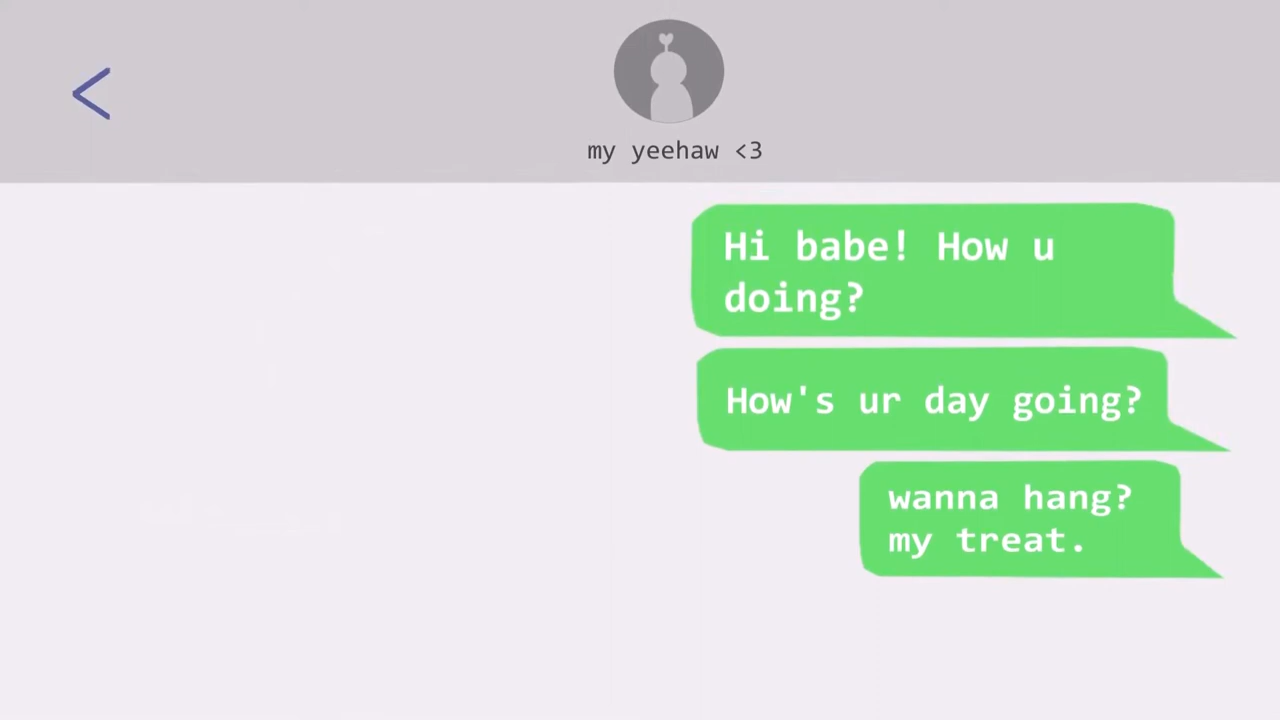 my yeehaw <3
Hi babe! How u
doing?
How's ur day going?
wanna hang?
my treat.